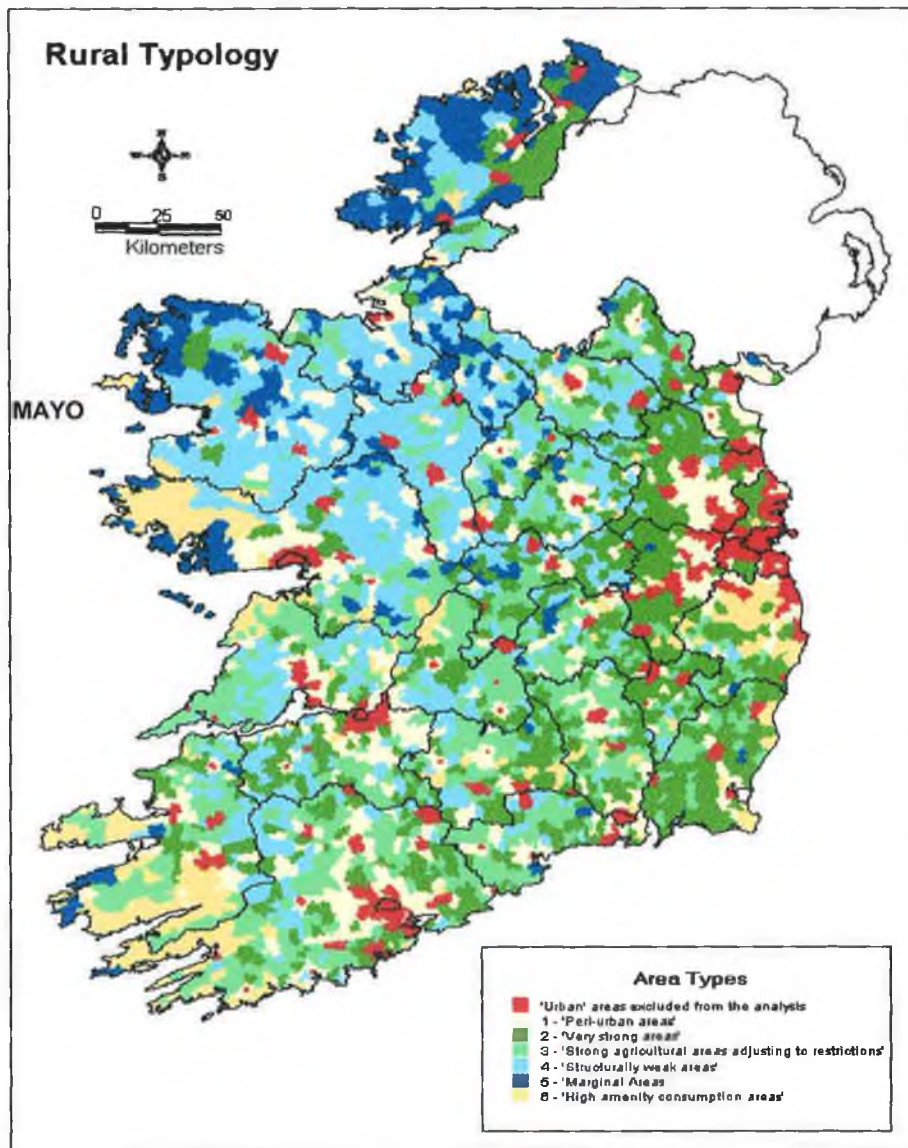 Rural Typology
N
W E
S
0 25 50
Kilometers
MAYO
Area Types
'Urban' areas excluded from the analysis
1 - 'Peri-urban areas'
2 - 'Very strong areas'
3 - 'Strong agricultural areas adjusting to restrictions'
4 - 'Structurally weak areas'
5 - 'Marginal Areas
6 - 'High amenity consumption areas'